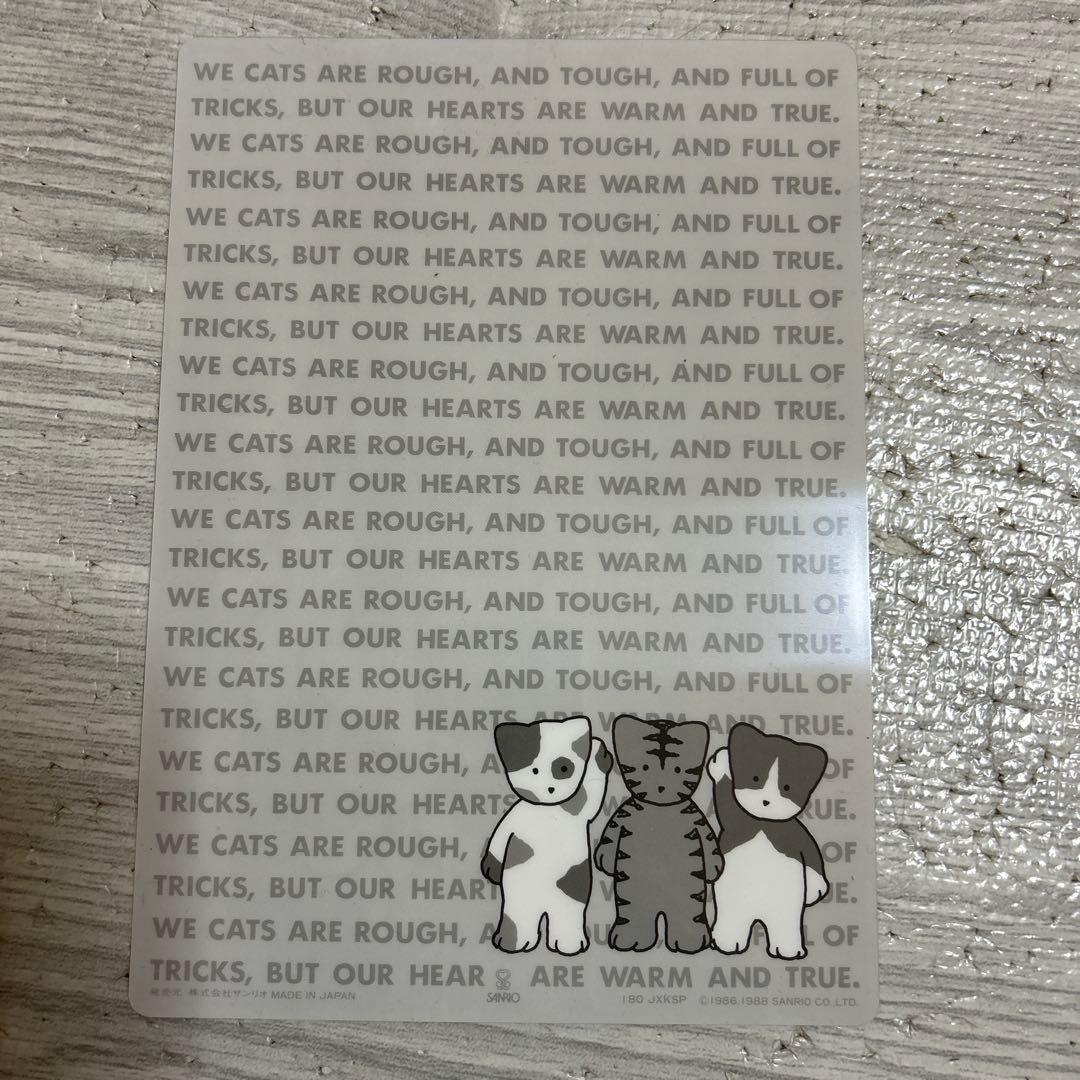 WE CATS ARE ROUGH, AND TOUGH, AND FULL OF
TRICKS, BUT OUR HEARTS ARE WARM AND TRUE.
WE CATS ARE ROUGH, AND TOUGH, AND FULL OF
TRICKS, BUT OUR HEARTS ARE WARM AND TRUE.
WE CATS ARE ROUGH, AND TOUGH, AND FULL OF
TRICKS, BUT OUR HEARTS ARE WARM AND TRUE.
WE CATS ARE ROUGH, AND TOUGH, AND FULL OF
TRICKS, BUT OUR HEARTS ARE WARM AND TRUE.
WE CATS ARE ROUGH, AND TOUGH, AND FULL OF
TRICKS, BUT OUR HEARTS ARE WARM AND TRUE.
WE CATS ARE ROUGH, AND TOUGH, AND FULL OF
TRICKS, BUT OUR HEARTS ARE WARM AND TRUE.
WE CATS ARE ROUGH, AND TOUGH, AND FULL OF
TRICKS, BUT OUR HEARTS ARE WARM AND TRUE.
WE CATS ARE ROUGH, AND TOUGH, AND FULL OF
TRICKS, BUT OUR HEARTS ARE WARM AND TRUE.
WE CATS ARE ROUGH, AND TOUGH, AND FULL OF
TRICKS, BUT OUR HEARTS WARM AND TRUE.
WE CATS ARE ROUGH, OF
TRICKS, BUT OUR HEARTS
WE CATS ARE ROUGH, OF
TRICKS, BUT OUR
WE CATS ARE ROUGH, OF
TRICKS, BUT OUR HEAR ARE WARM AND TRUE.
発売元 株式会社サンリオ MADE IN JAPAN SANRIO 180 JXKSP ©1986,1988 SANRIO CO.,LTD.